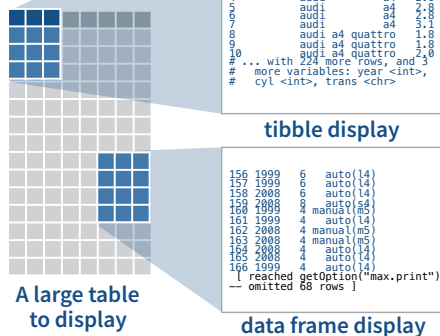 5 audi a4 2.8
6 audi a4 2.8
7 audi a4 3.1
8 audi a4 quattro 1.8
9 audi a4 quattro 1.8
10 audi a4 quattro 2.0
# ... with 224 more rows, and 3
# more variables: year <int>,
# cyl <int>, trans <chr>
tibble display
156 1999 6 auto(l4)
157 1999 6 auto(l4)
158 2008 6 auto(l4)
159 2008 8 auto(s4)
160 1999 4 manual(m5)
161 1999 4 auto(l4)
162 2008 4 manual(m5)
163 2008 4 manual(m5)
164 2008 4 auto(l4)
165 2008 4 auto(l4)
166 1999 4 auto(l4)
[ reached getOption("max.print")
-- omitted 68 rows ]
A large table
to display
data frame display